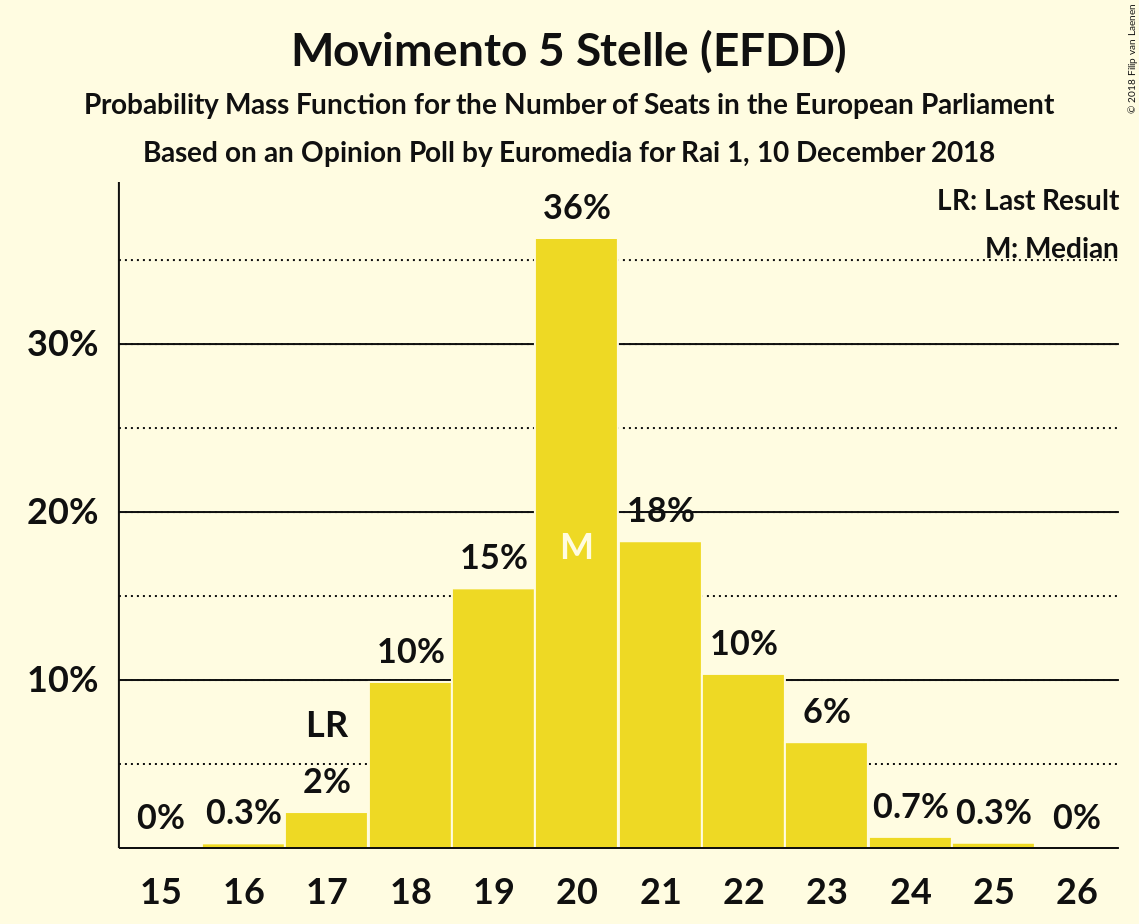 Movimento 5 Stelle (EFDD)
Probability Mass Function for the Number of Seats in the European Parliament
Based on an Opinion Poll by Euromedia for Rai 1, 10 December 2018
© 2018 Filip van Laenen
LR: Last Result
M: Median
30%
20%
10%
0%
0.3%
LR
2%
10%
15%
36%
M
18%
10%
6%
0.7%
0.3%
0%
15 16 17 18 19 20 21 22 23 24 25 26